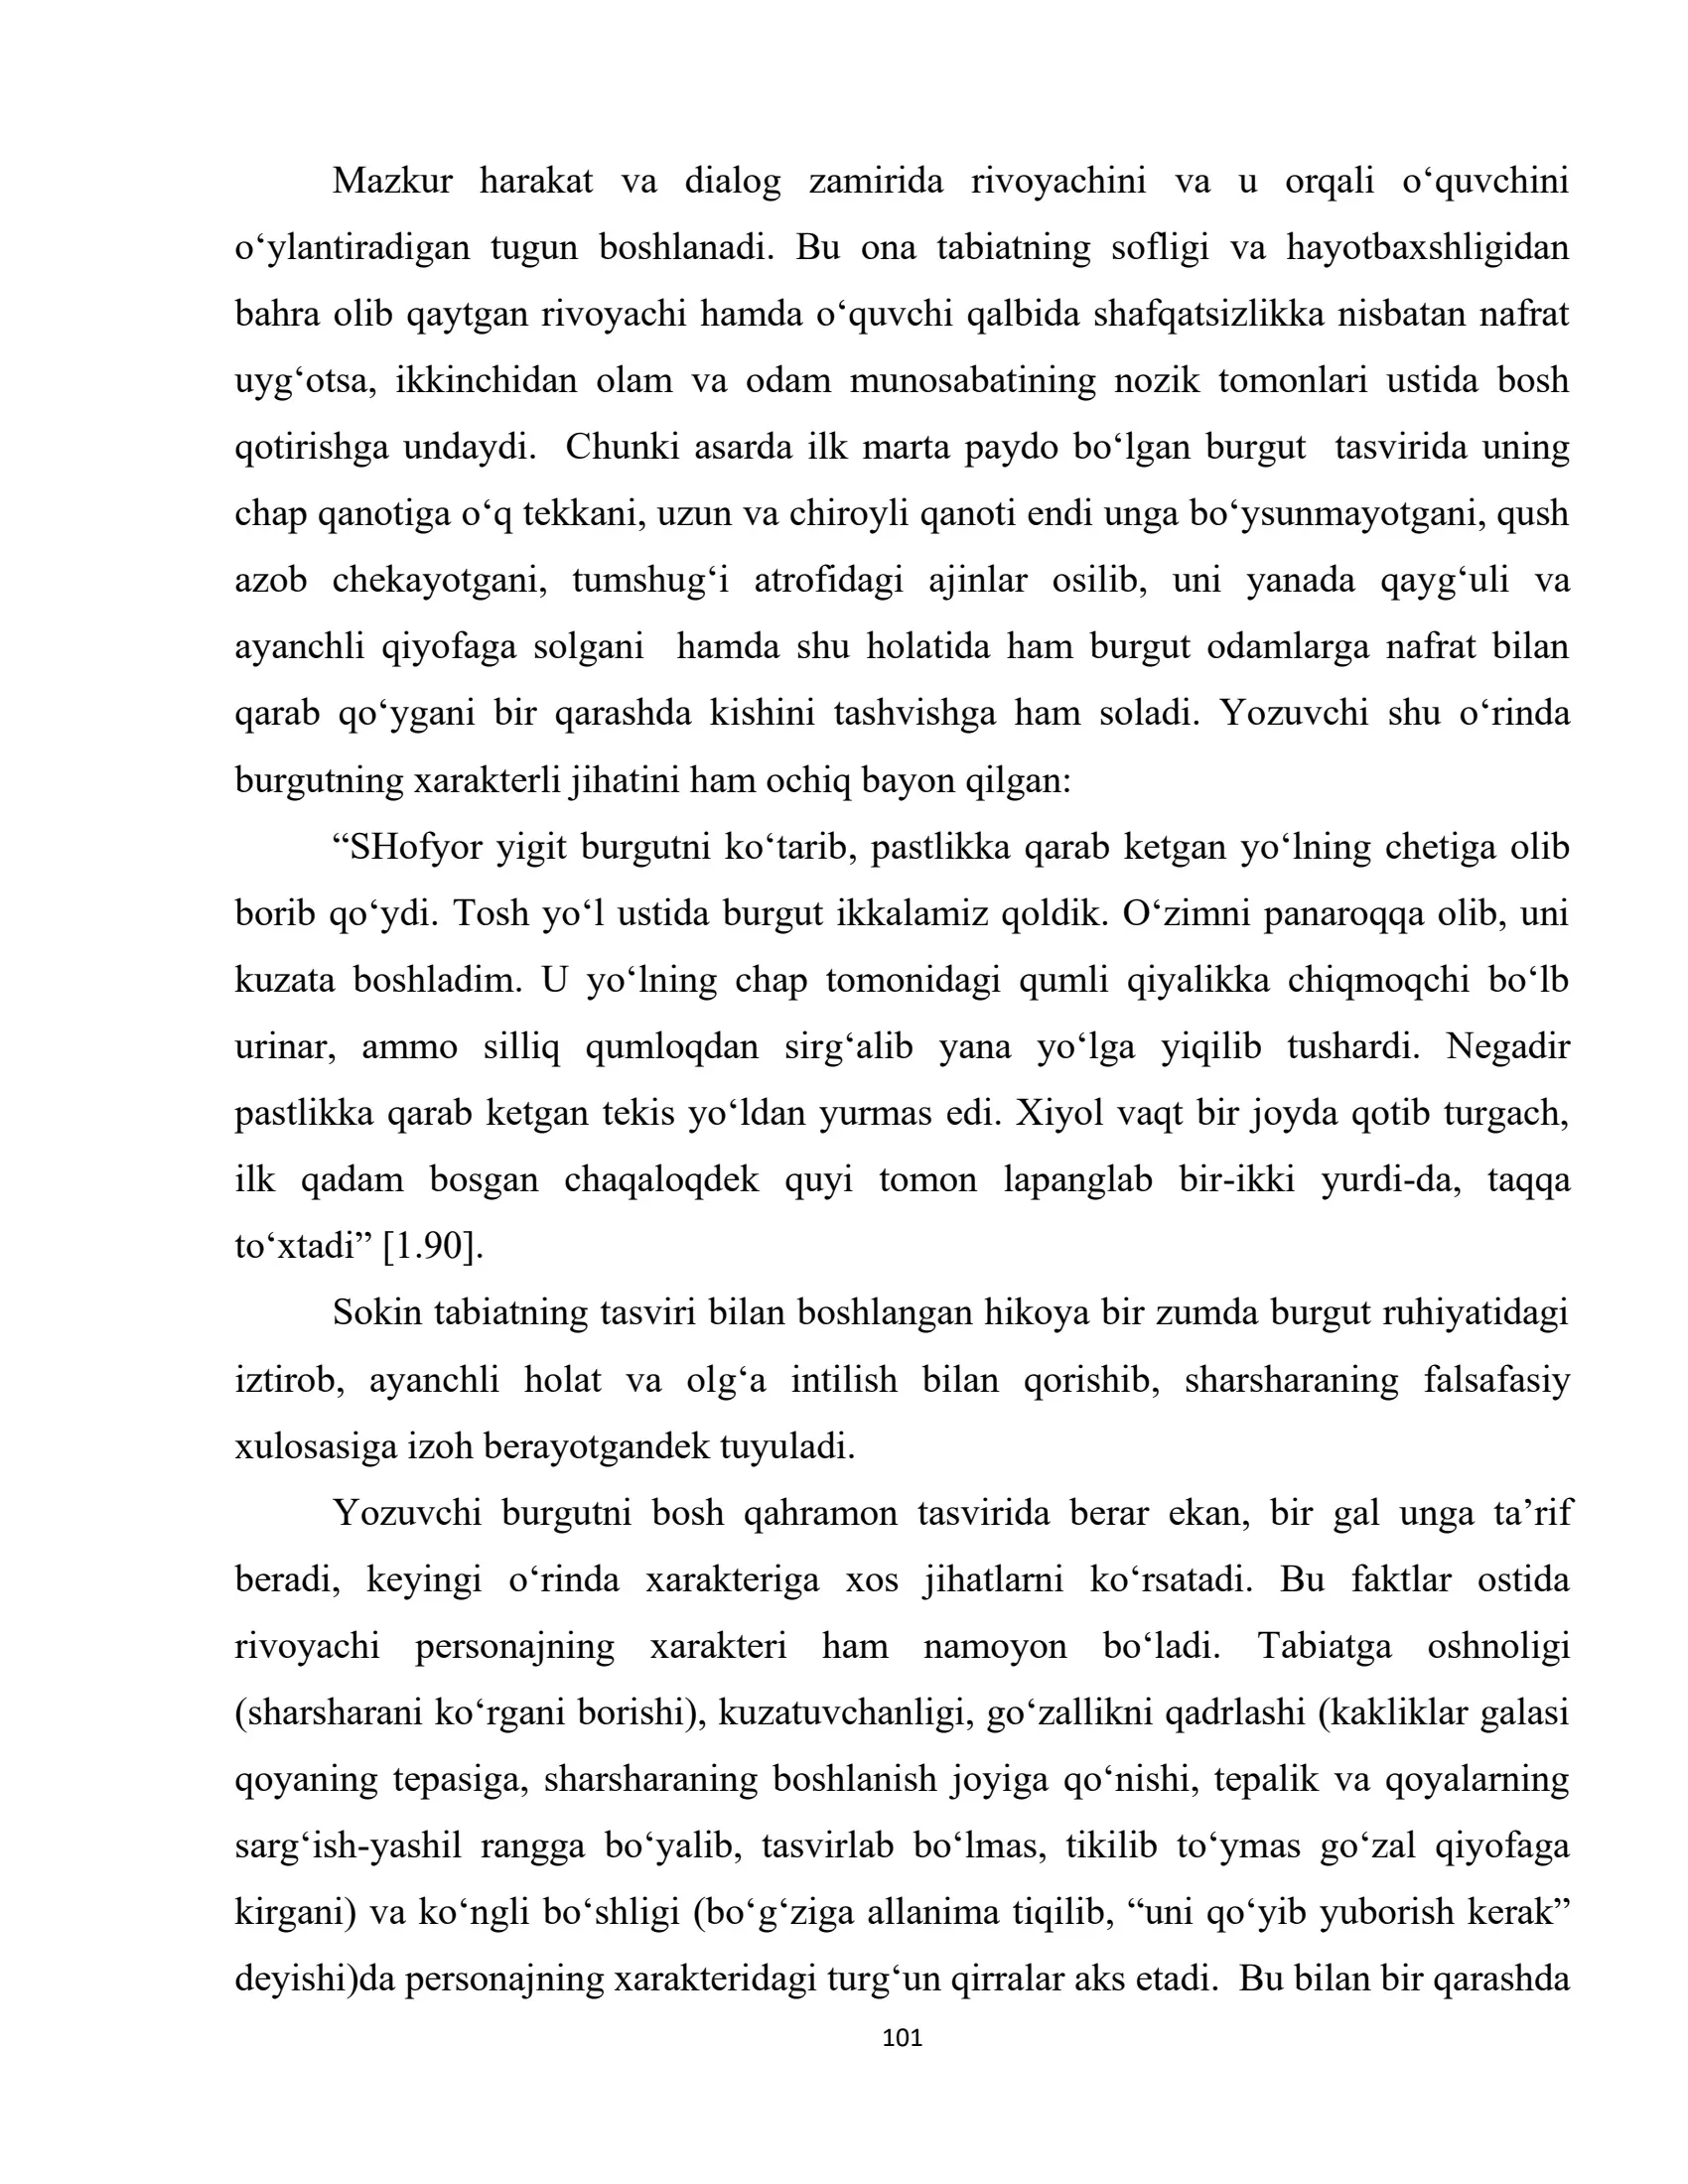 Mazkur harakat va dialog zamirida rivoyachini va u orqali o‘quvchini
o‘ylantiradigan tugun boshlanadi. Bu ona tabiatning sofligi va hayotbaxshligidan
bahra olib qaytgan rivoyachi hamda o‘quvchi qalbida shafqatsizlikka nisbatan nafrat
uyg‘otsa, ikkinchidan olam va odam munosabatining nozik tomonlari ustida bosh
qotirishga undaydi.  Chunki asarda ilk marta paydo bo‘lgan burgut  tasvirida uning
chap qanotiga o‘q tekkani, uzun va chiroyli qanoti endi unga bo‘ysunmayotgani, qush
azob chekayotgani, tumshug‘i atrofidagi ajinlar osilib, uni yanada qayg‘uli va
ayanchli qiyofaga solgani  hamda shu holatida ham burgut odamlarga nafrat bilan
qarab qo‘ygani bir qarashda kishini tashvishga ham soladi. Yozuvchi shu o‘rinda
burgutning xarakterli jihatini ham ochiq bayon qilgan:
“SHofyor yigit burgutni ko‘tarib, pastlikka qarab ketgan yo‘lning chetiga olib
borib qo‘ydi. Tosh yo‘l ustida burgut ikkalamiz qoldik. O‘zimni panaroqqa olib, uni
kuzata boshladim. U yo‘lning chap tomonidagi qumli qiyalikka chiqmoqchi bo‘lb
urinar, ammo silliq qumloqdan sirg‘alib yana yo‘lga yiqilib tushardi. Negadir
pastlikka qarab ketgan tekis yo‘ldan yurmas edi. Xiyol vaqt bir joyda qotib turgach,
ilk qadam bosgan chaqaloqdek quyi tomon lapanglab bir-ikki yurdi-da, taqqa
to‘xtadi” [1.90].
Sokin tabiatning tasviri bilan boshlangan hikoya bir zumda burgut ruhiyatidagi
iztirob, ayanchli holat va olg‘a intilish bilan qorishib, sharsharaning falsafasiy
xulosasiga izoh berayotgandek tuyuladi.
Yozuvchi burgutni bosh qahramon tasvirida berar ekan, bir gal unga ta’rif
beradi, keyingi o‘rinda xarakteriga xos jihatlarni ko‘rsatadi. Bu faktlar ostida
rivoyachi personajning xarakteri ham namoyon bo‘ladi. Tabiatga oshnoligi
(sharsharani ko‘rgani borishi), kuzatuvchanligi, go‘zallikni qadrlashi (kakliklar galasi
qoyaning tepasiga, sharsharaning boshlanish joyiga qo‘nishi, tepalik va qoyalarning
sarg‘ish-yashil rangga bo‘yalib, tasvirlab bo‘lmas, tikilib to‘ymas go‘zal qiyofaga
kirgani) va ko‘ngli bo‘shligi (bo‘g‘ziga allanima tiqilib, “uni qo‘yib yuborish kerak”
deyishi)da personajning xarakteridagi turg‘un qirralar aks etadi.  Bu bilan bir qarashda
101